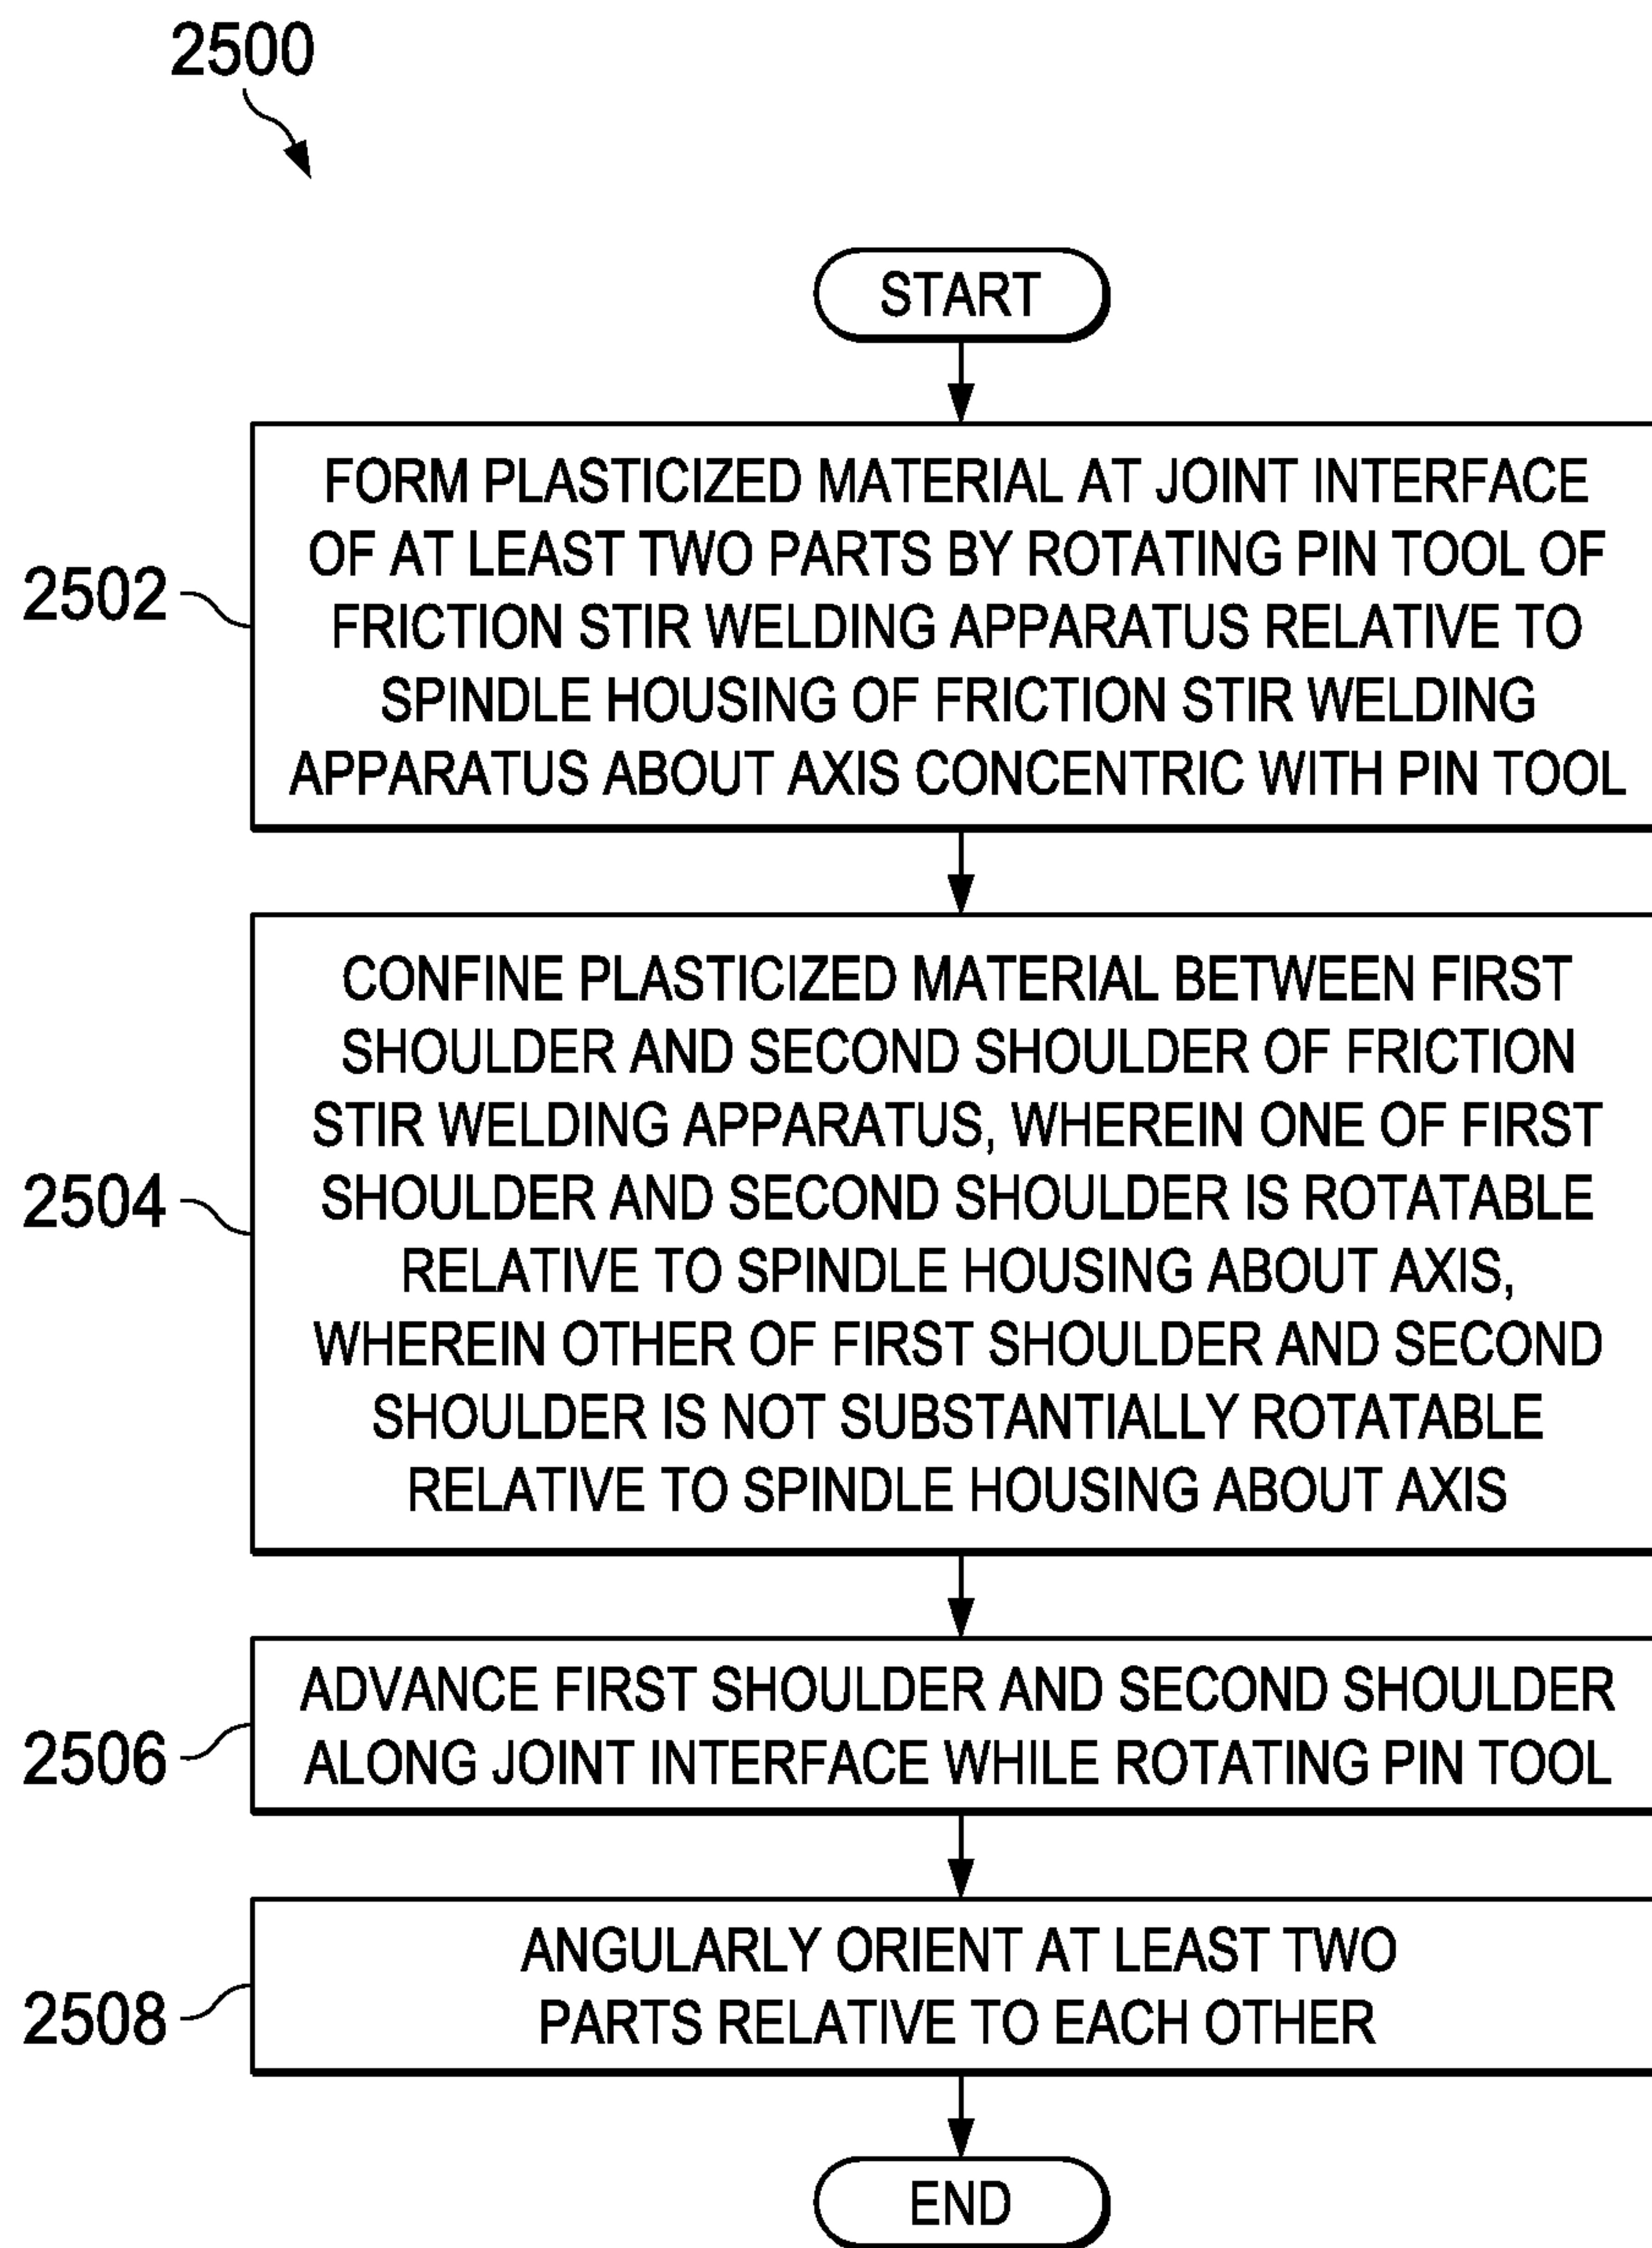 2500
START
FORM PLASTICIZED MATERIAL AT JOINT INTERFACE
OF AT LEAST TWO PARTS BY ROTATING PIN TOOL OF
2502
FRICTION STIR WELDING APPARATUS RELATIVE TO
SPINDLE HOUSING OF FRICTION STIR WELDING
APPARATUS ABOUT AXIS CONCENTRIC WITH PIN TOOL
CONFINE PLASTICIZED MATERIAL BETWEEN FIRST
SHOULDER AND SECOND SHOULDER OF FRICTION
STIR WELDING APPARATUS, WHEREIN ONE OF FIRST
2504
SHOULDER AND SECOND SHOULDER IS ROTATABLE
RELATIVE TO SPINDLE HOUSING ABOUT AXIS,
WHEREIN OTHER OF FIRST SHOULDER AND SECOND
SHOULDER IS NOT SUBSTANTIALLY ROTATABLE
RELATIVE TO SPINDLE HOUSING ABOUT AXIS
ADVANCE FIRST SHOULDER AND SECOND SHOULDER
2506
ALONG JOINT INTERFACE WHILE ROTATING PIN TOOL
ANGULARLY ORIENT AT LEAST TWO
2508
PARTS RELATIVE TO EACH OTHER
END